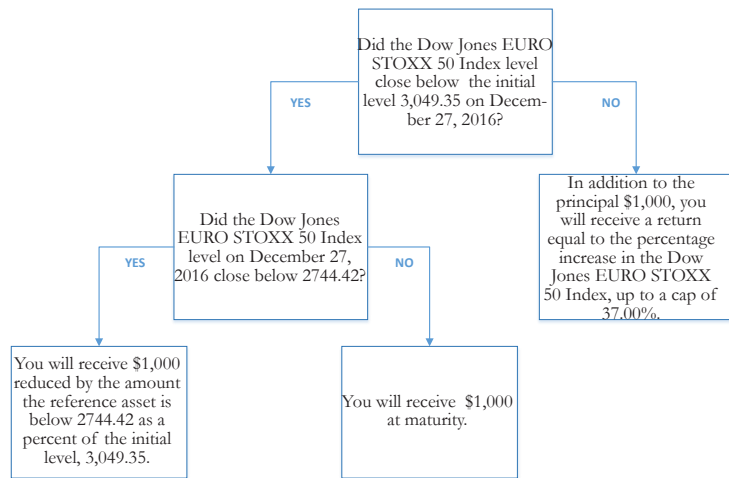 Did the Dow Jones EURO
STOXX 50 Index level
close below the initial
level 3,049.35 on Decem-
ber 27, 2016?
YES
NO
Did the Dow Jones
EURO STOXX 50 Index
level on December 27,
2016 close below 2744.42?
In addition to the
principal $1,000, you
will receive a return
equal to the percentage
increase in the Dow
Jones EURO STOXX
50 Index, up to a cap of
37.00%.
YES
NO
You will receive $1,000
reduced by the amount
the reference asset is
below 2744.42 as a
percent of the initial
level, 3,049.35.
You will receive $1,000
at maturity.